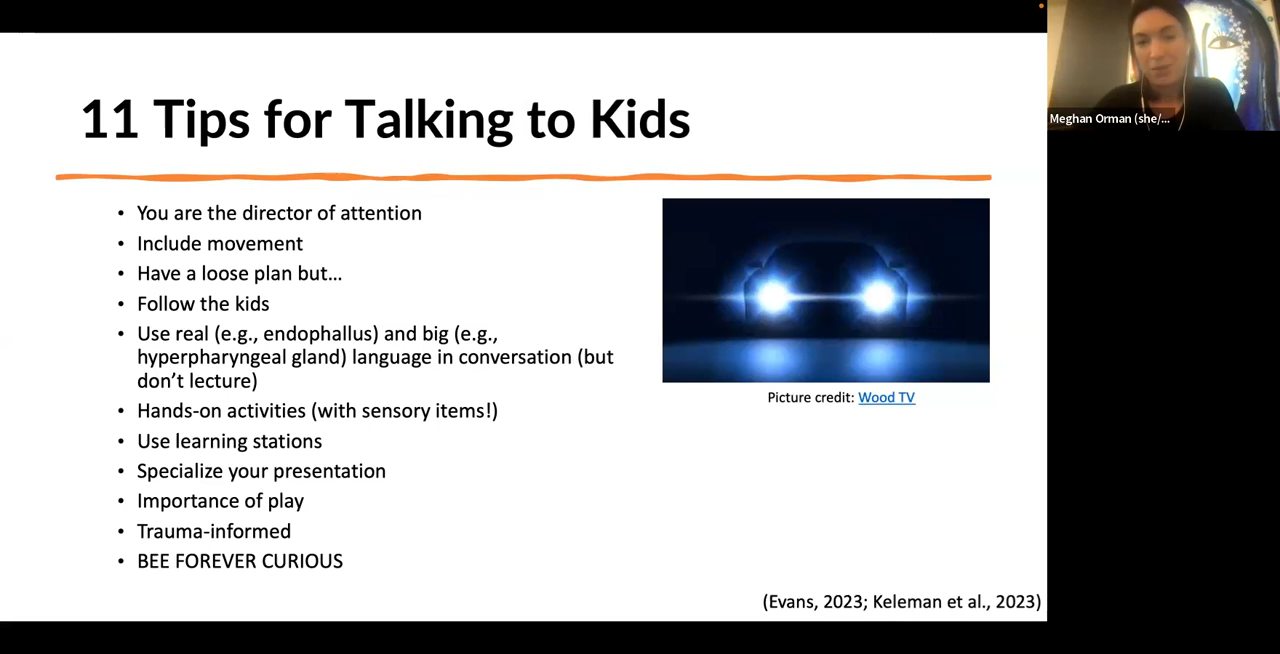 11 Tips for Talking to Kids
• You are the director of attention
• Include movement
• Have a loose plan but...
• Follow the kids
• Use real (e.g., endophallus) and big (e.g.,
hyperpharyngeal gland) language in conversation (but
don’t lecture)
• Hands-on activities (with sensory items!)
• Use learning stations
• Specialize your presentation
• Importance of play
• Trauma-informed
• BEE FOREVER CURIOUS
Picture credit: Wood TV
(Evans, 2023; Keleman et al., 2023)
Meghan Orman (she/...